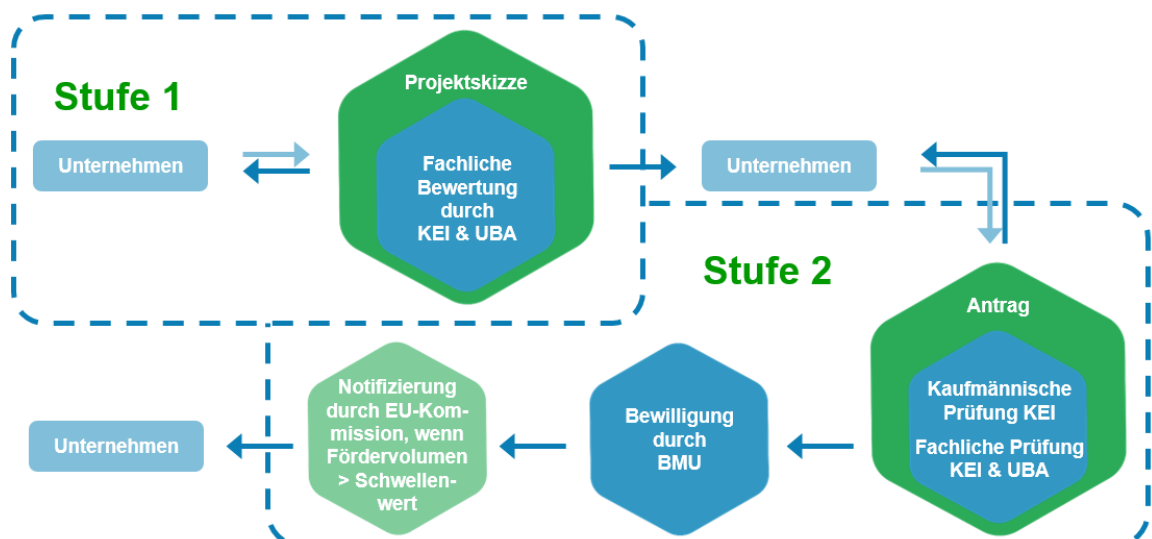 Stufe 1
Unternehmen
Projektskizze
Fachliche
Bewertung
durch
KEI & UBA
Unternehmen
Stufe 2
Antrag
Kaufmännische
Prüfung KEI
Fachliche Prüfung
KEI & UBA
Bewilligung
durch
BMU
Notifizierung
durch EU-Kom-
mission, wenn
Fördervolumen
> Schwellen-
wert
Unternehmen